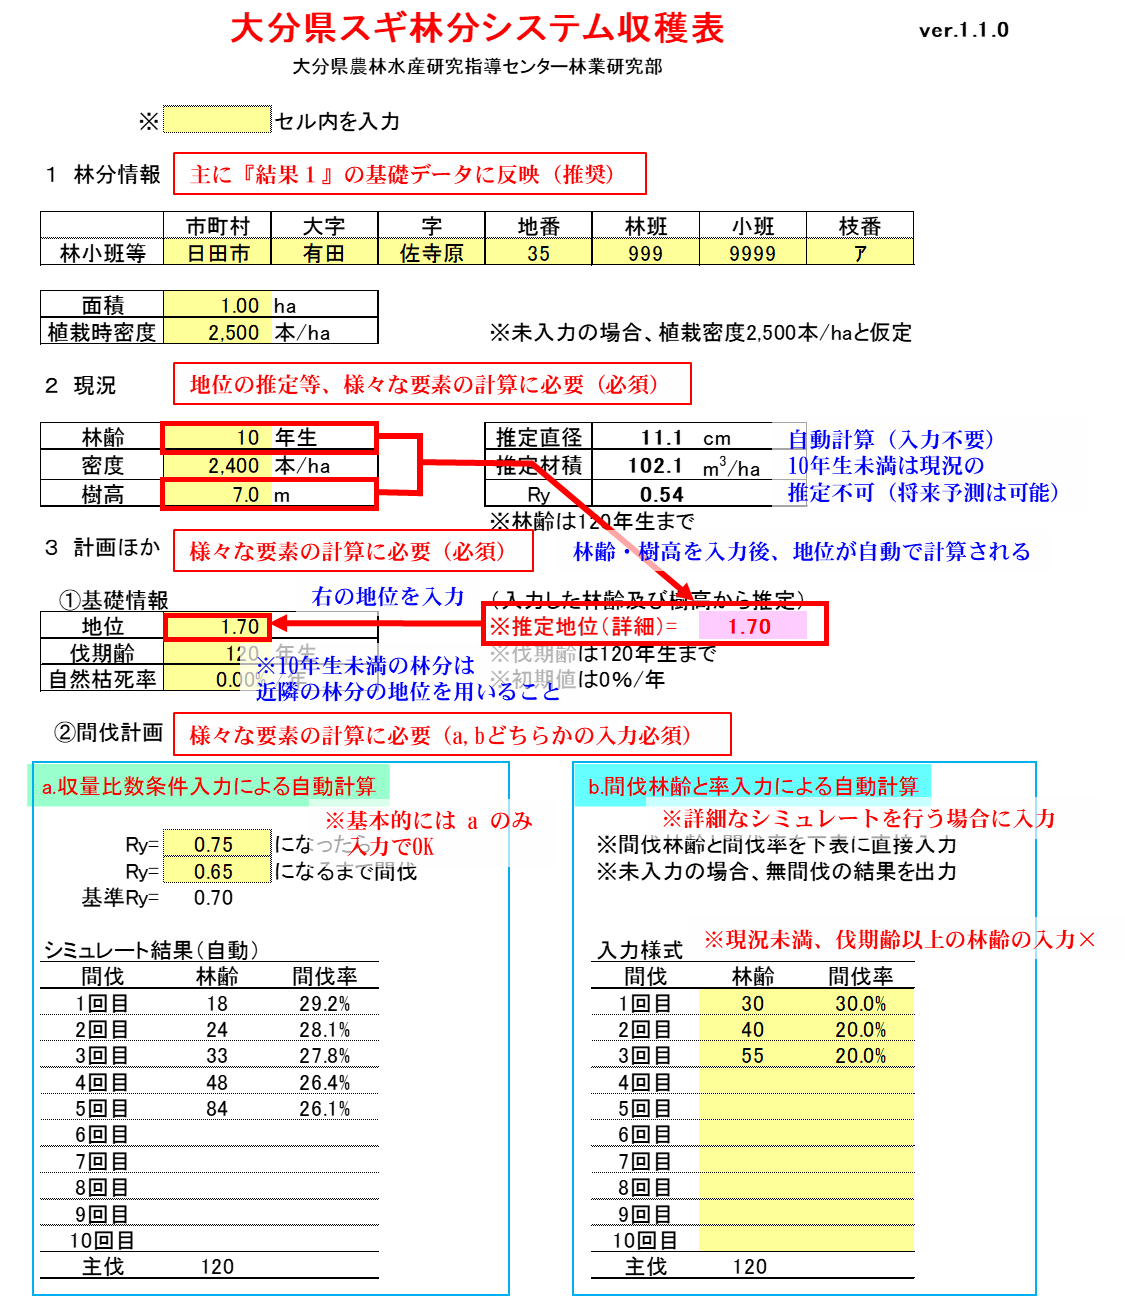 大分県スギ林分システム収穫表
ver.1.1.0
大分県農林水産研究指導センター林業研究部
※ セル内を入力
1 林分情報 主に『結果１』の基礎データに反映（推奨）
市町村 大字 字 地番 林班 小班 枝番
林小班等 日田市 有田 佐寺原 35 999 9999 ア
面積 1.00 ha
植栽時密度 2,500 本/ha ※未入力の場合、植栽密度2,500本/haと仮定
2 現況 地位の推定等、様々な要素の計算に必要（必須）
林齢 10 年生 推定直径 11.1 cm 自動計算（入力不要）
密度 2,400 本/ha 推定材積 102.1 m³/ha 10年生未満は現況の
樹高 7.0 m Ry 0.54 推定不可（将来予測は可能）
※林齢は120年生まで
3 計画ほか 様々な要素の計算に必要（必須） 林齢・樹高を入力後、地位が自動で計算される
①基礎情報 右の地位を入力 （入力した林齢及び樹高から推定）
地位 1.70 ※推定地位（詳細）= 1.70
伐期齢 120 年生 ※伐期齢は120年生まで
※10年生未満の林分は
自然枯死率 0.00% /年 ※初期値は0%/年
近隣の林分の地位を用いること
②間伐計画 様々な要素の計算に必要（a,bどちらかの入力必須）
a.収量比数条件入力による自動計算
※基本的には a のみ
入力でOK
Ry= 0.75 になったら
Ry= 0.65 になるまで間伐
基準Ry= 0.70
シミュレート結果（自動）
間伐 林齢 間伐率
1回目 18 29.2%
2回目 24 28.1%
3回目 33 27.8%
4回目 48 26.4%
5回目 84 26.1%
6回目
7回目
8回目
9回目
10回目
主伐 120
b.間伐林齢と率入力による自動計算
※詳細なシミュレートを行う場合に入力
※間伐林齢と間伐率を下表に直接入力
※未入力の場合、無間伐の結果を出力
※現況未満、伐期齢以上の林齢の入力×
入力様式
間伐 林齢 間伐率
1回目 30 30.0%
2回目 40 20.0%
3回目 55 20.0%
4回目
5回目
6回目
7回目
8回目
9回目
10回目
主伐 120